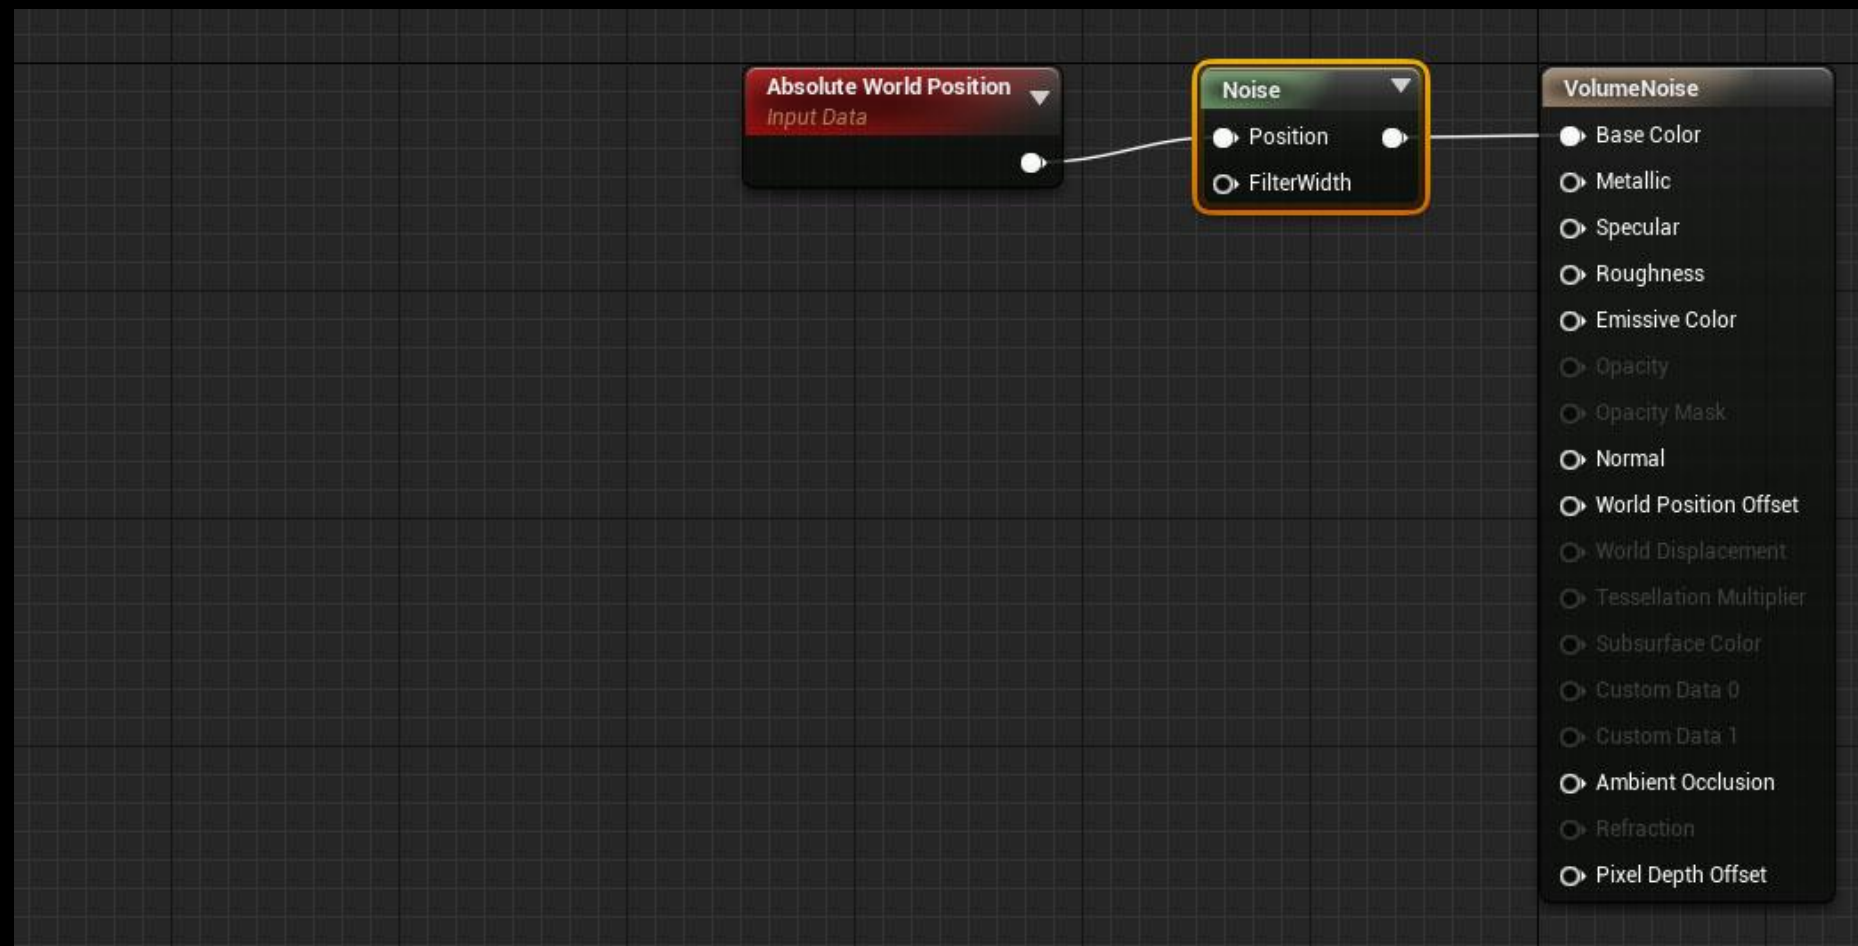 Absolute World Position
Input Data
Noise
Position
FilterWidth
VolumeNoise
Base Color
Metallic
Specular
Roughness
Emissive Color
Opacity
Opacity Mask
Normal
World Position Offset
World Displacement
Tessellation Multiplier
Subsurface Color
Custom Data 0
Custom Data 1
Ambient Occlusion
Refraction
Pixel Depth Offset